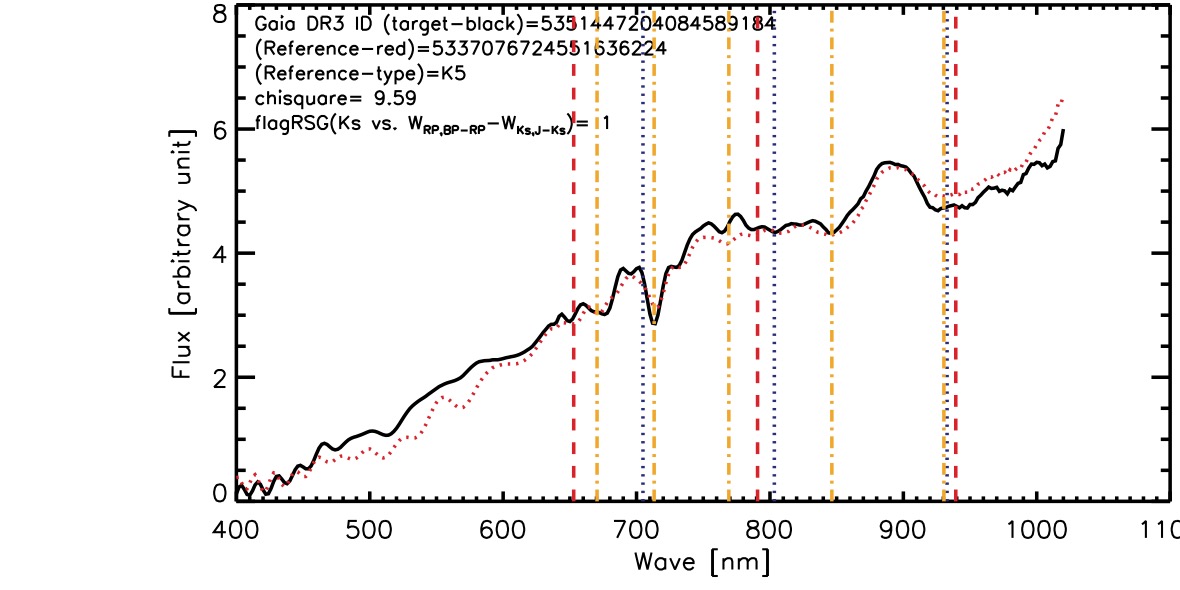 8
Gaia DR3 ID (target-black)=5351447204084589184
(Reference-red)=5337076724551636224
(Reference-type)=K5
chisquare= 9.59
flagRSG(Ks vs. W_RP,BP-RP-W_Ks,J-Ks)= 1
6
4
2
0
Flux [arbitrary unit]
400 500 600 700 800 900 1000 110
Wave [nm]